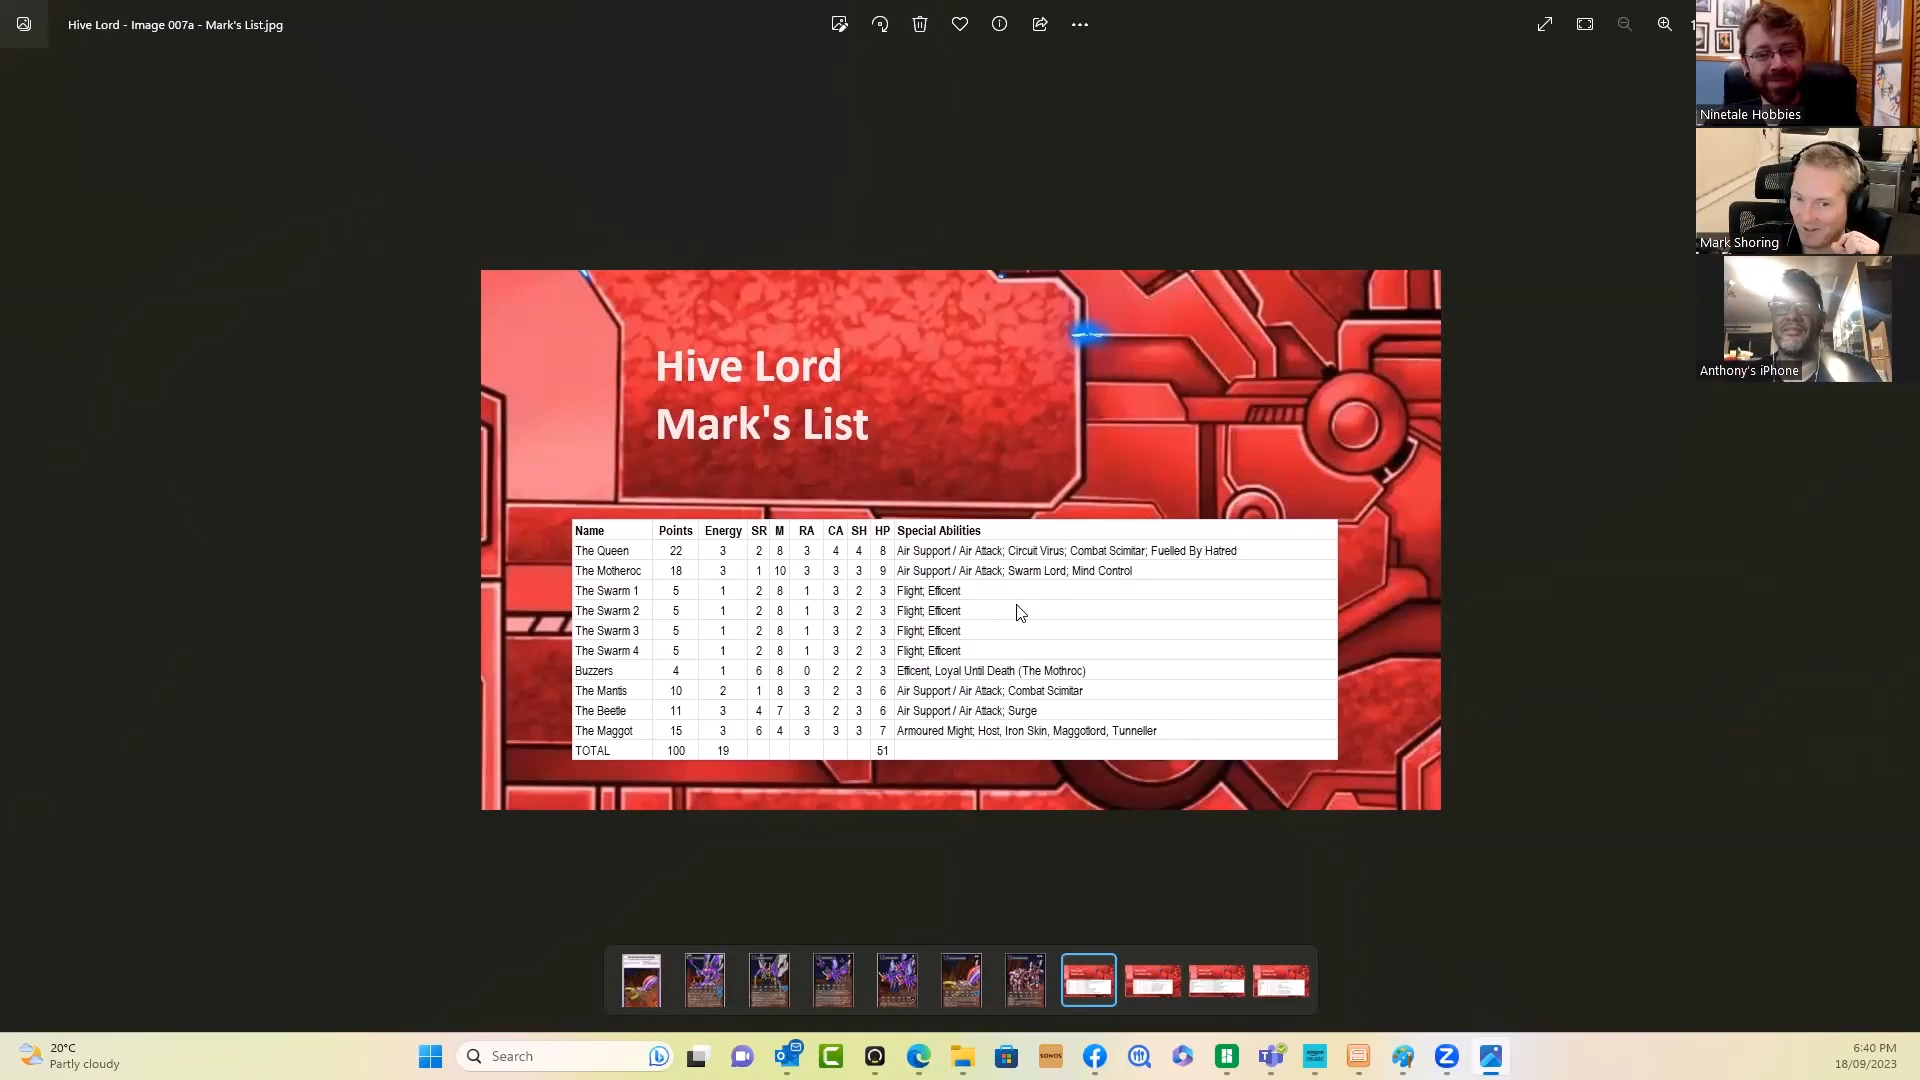 Hive Lord - Image 007a - Mark's List.jpg
1
Ninetale Hobbies
Mark Shoring
Anthony's iPhone
Hive Lord
Mark's List
Name Points Energy SR M RA CA SH HP Special Abilities
The Queen 22 3 2 8 3 4 4 8 Air Support / Air Attack; Circuit Virus; Combat Scimitar; Fuelled By Hatred
The Motheroc 18 3 1 10 3 3 3 9 Air Support / Air Attack; Swarm Lord; Mind Control
The Swarm 1 5 1 2 8 1 3 2 3 Flight; Efficent
The Swarm 2 5 1 2 8 1 3 2 3 Flight; Efficent
The Swarm 3 5 1 2 8 1 3 2 3 Flight; Efficent
The Swarm 4 5 1 2 8 1 3 2 3 Flight; Efficent
Buzzers 4 1 6 8 0 2 2 3 Efficent, Loyal Until Death (The Mothroc)
The Mantis 10 2 1 8 3 2 3 6 Air Support / Air Attack; Combat Scimitar
The Beetle 11 3 4 7 3 2 3 6 Air Support / Air Attack; Surge
The Maggot 15 3 6 4 3 3 3 7 Armoured Might; Host, Iron Skin, Maggotlord, Tunneller
TOTAL 100 19 51
20°C
Partly cloudy
Search
SONOS
amazon music
6:40 PM
18/09/2023